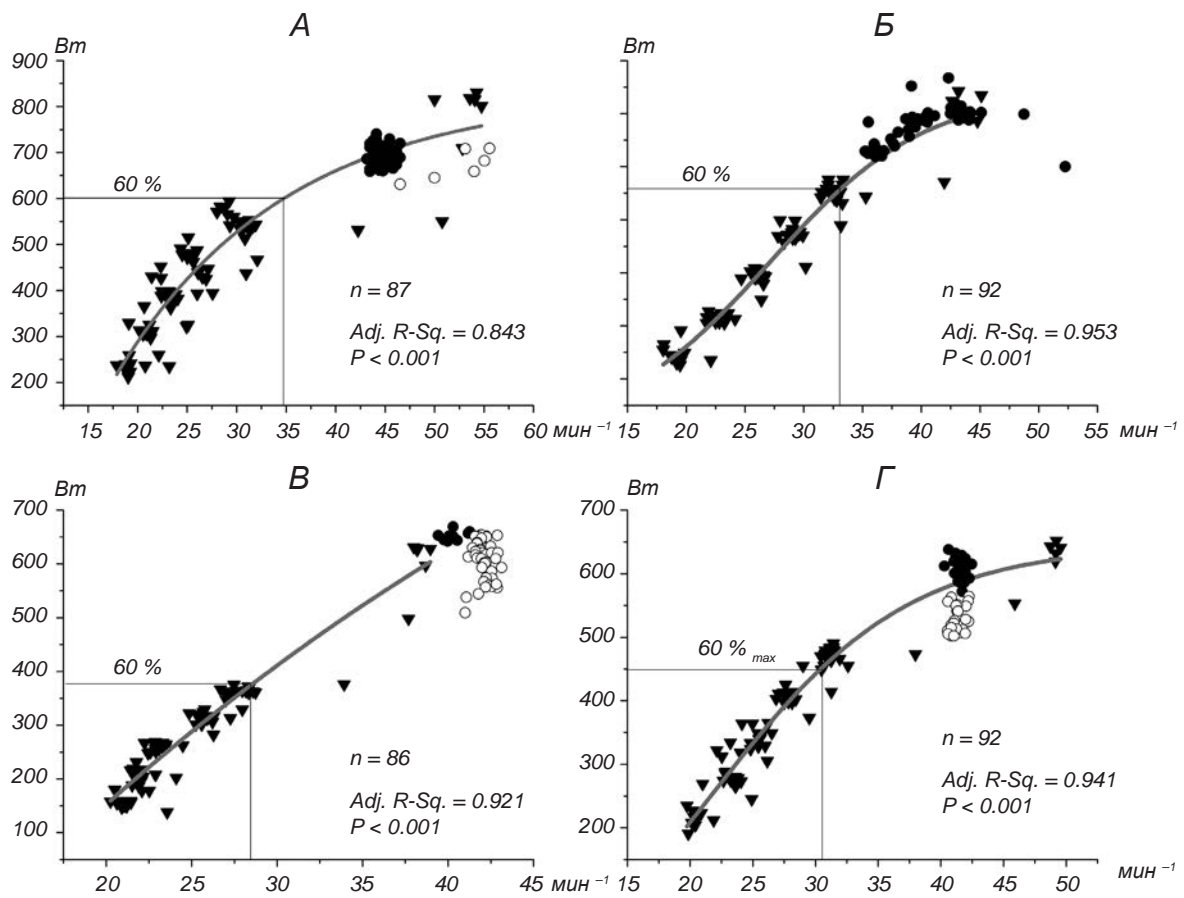 А
Вт
900
800
700
600
500
400
300
200
60 %
n = 87
Adj. R-Sq. = 0.843
P < 0.001
15 20 25 30 35 40 45 50 55 60 мин ⁻¹
Б
Вт
60 %
n = 92
Adj. R-Sq. = 0.953
P < 0.001
15 20 25 30 35 40 45 50 55 мин ⁻¹
В
Вт
700
600
500
400
300
200
100
60 %
n = 86
Adj. R-Sq. = 0.921
P < 0.001
20 25 30 35 40 45 мин ⁻¹
Г
Вт
700
600
500
400
300
200
60 % max
n = 92
Adj. R-Sq. = 0.941
P < 0.001
15 20 25 30 35 40 45 50 мин ⁻¹